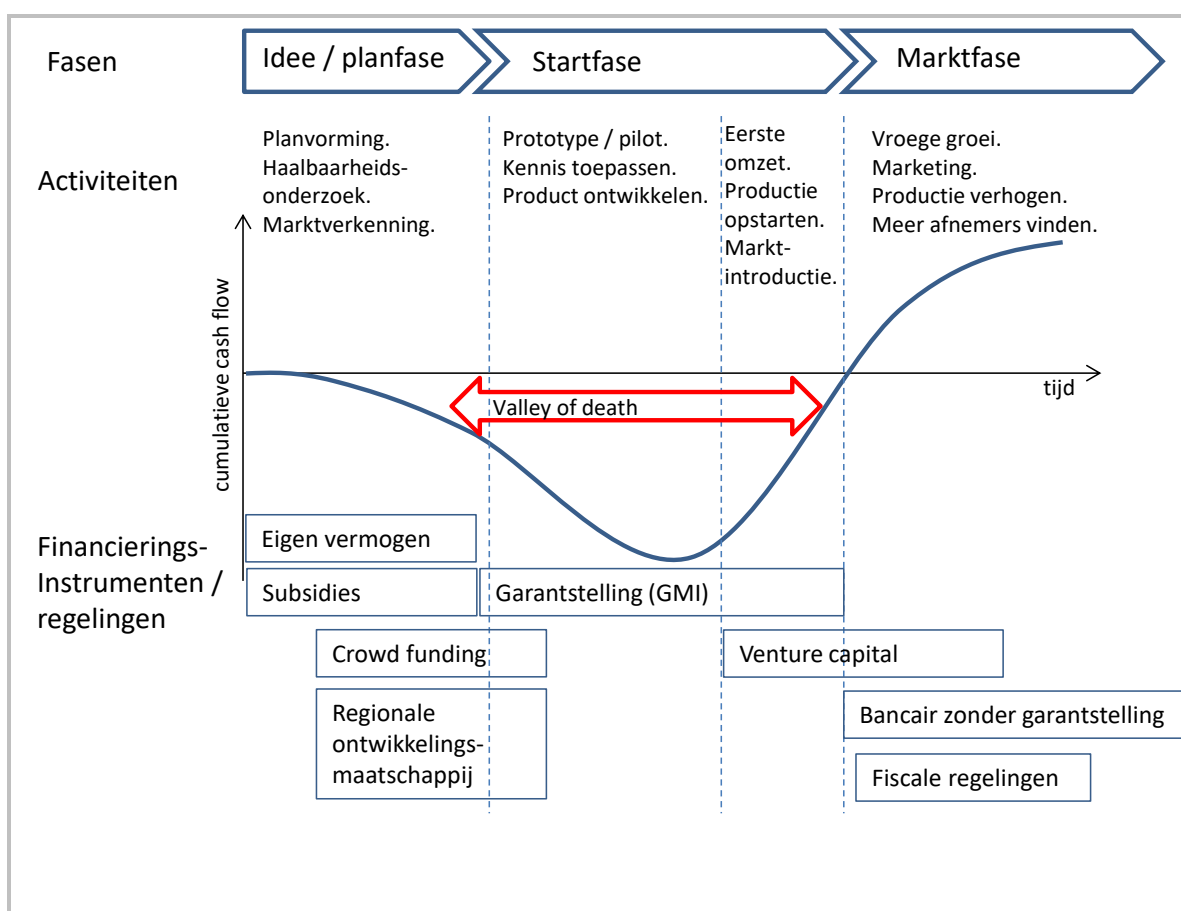 Fasen
Idee / planfase
Startfase
Marktfase
Activiteiten
Planvorming.
Haalbaarheids-
onderzoek.
Marktverkenning.
Prototype / pilot.
Kennis toepassen.
Product ontwikkelen.
Eerste
omzet.
Productie
opstarten.
Markt-
introductie.
Vroege groei.
Marketing.
Productie verhogen.
Meer afnemers vinden.
cumulatieve cash flow
tijd
Valley of death
Financierings-
Instrumenten /
regelingen
Eigen vermogen
Subsidies
Garantstelling (GMI)
Crowd funding
Venture capital
Regionale
ontwikkelings-
maatschappij
Bancair zonder garantstelling
Fiscale regelingen